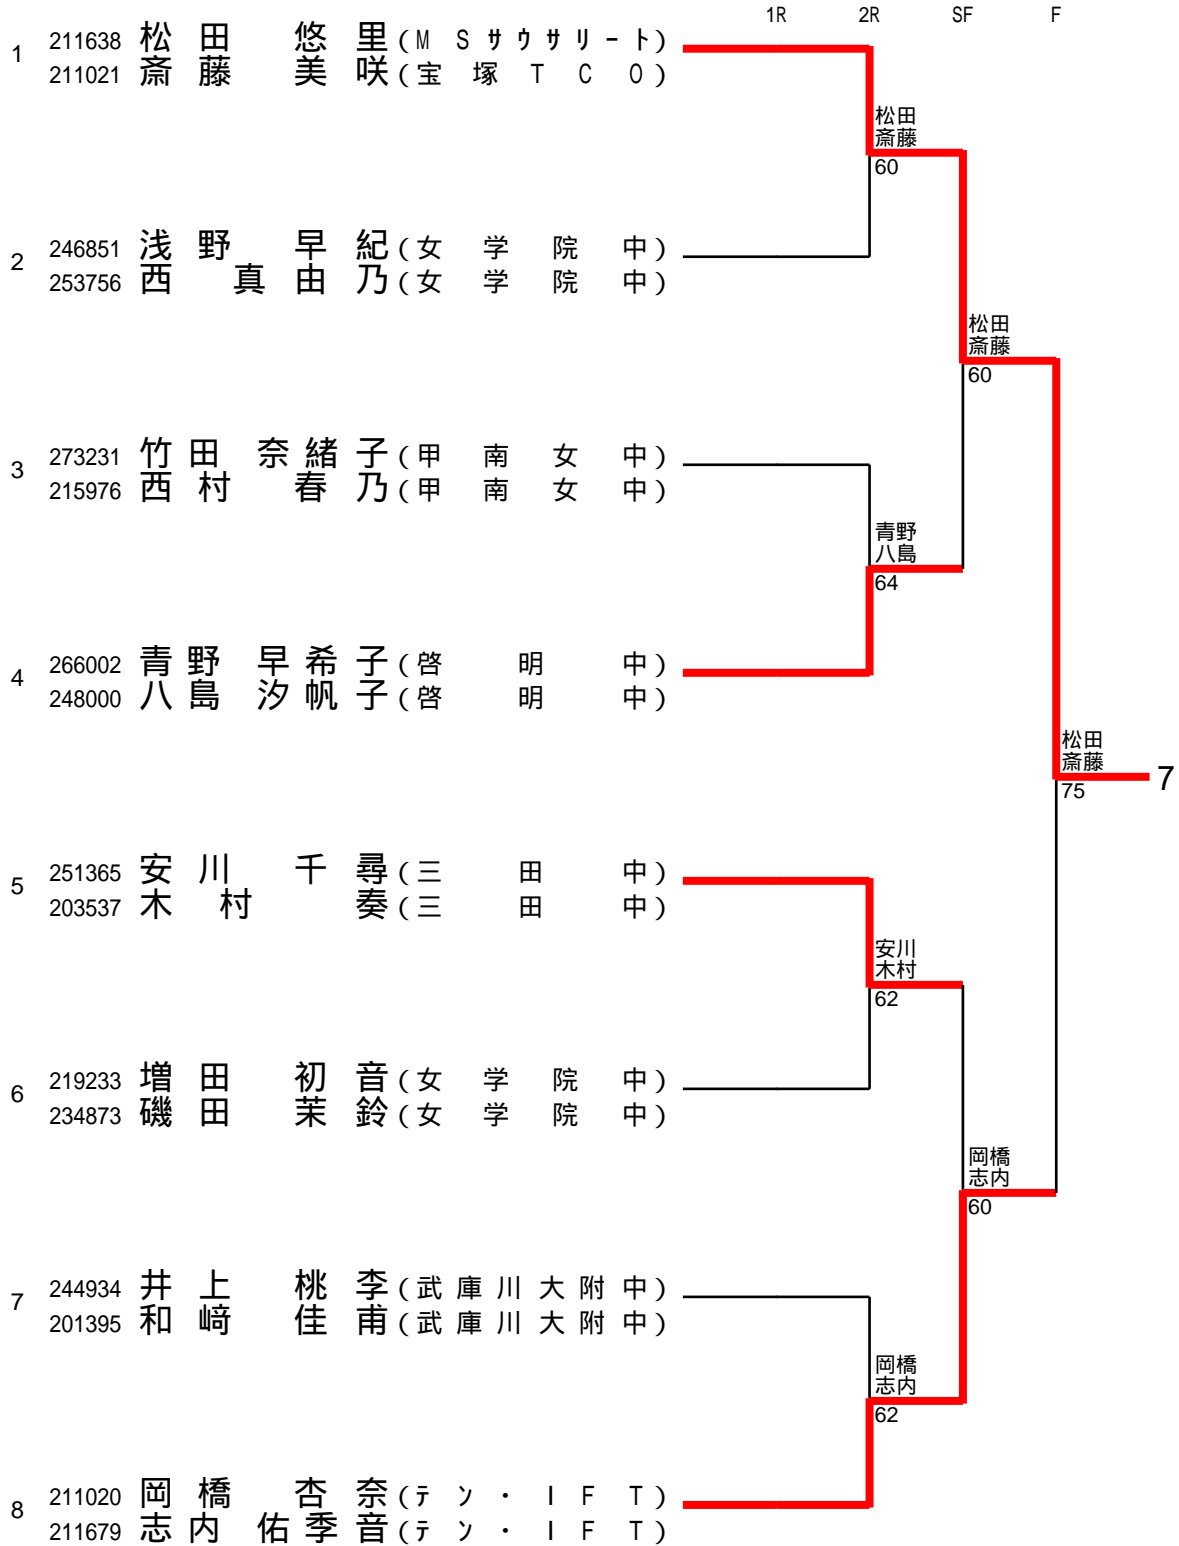 1R 2R SF F
1
211638 松田 悠里(MSサウサリート)
211021 斎藤 美咲(宝塚TCO)
松田
斎藤
60
2
246851 浅野 早紀(女学院中)
253756 西 真由乃(女学院中)
松田
斎藤
60
3
273231 竹田 奈緒子(甲南女中)
215976 西村 春乃(甲南女中)
青野
八島
64
4
266002 青野 早希子(啓明中)
248000 八島 汐帆子(啓明中)
松田
斎藤
75
7
5
251365 安川 千尋(三田中)
203537 木村 奏(三田中)
安川
木村
62
6
219233 増田 初音(女学院中)
234873 磯田 茉鈴(女学院中)
岡橋
志内
60
7
244934 井上 桃李(武庫川大附中)
201395 和﨑 佳甫(武庫川大附中)
岡橋
志内
62
8
211020 岡橋 杏奈(テン・IFT)
211679 志内 佑季音(テン・IFT)